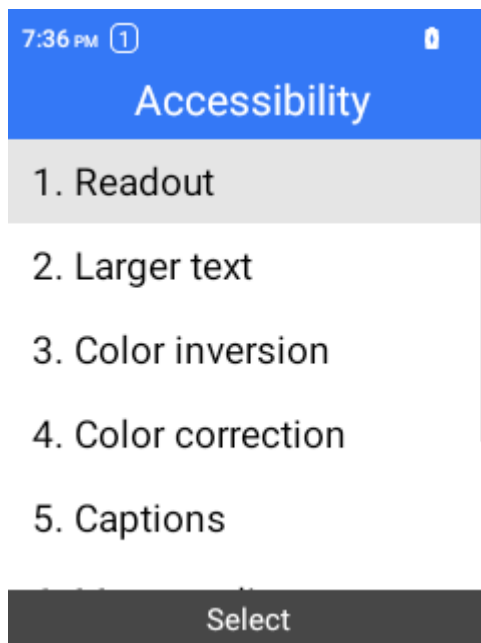 7:36 PM 1
Accessibility
1. Readout
2. Larger text
3. Color inversion
4. Color correction
5. Captions
Select